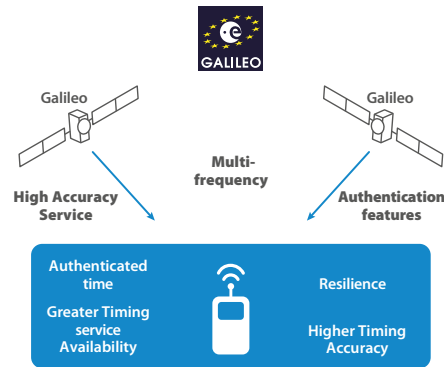 GALILEO
Galileo
Galileo
Multi-
frequency
High Accuracy
Service
Authentication
features
Authenticated
time
Resilience
Greater Timing
service
Availability
Higher Timing
Accuracy